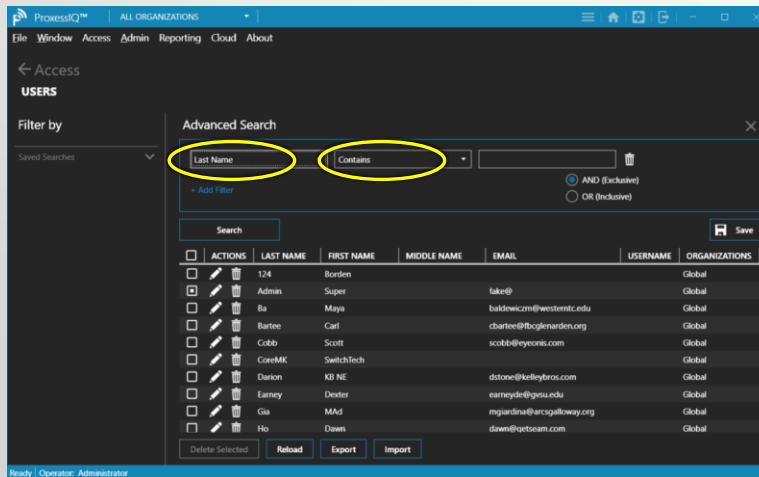 ProxessIQ™ ALL ORGANIZATIONS
File Window Access Admin Reporting Cloud About
Access
USERS
Filter by Advanced Search
Saved Searches Last Name Contains
+ Add Filter AND (Exclusive)
OR (Inclusive)
Search Save
ACTIONS LAST NAME FIRST NAME MIDDLE NAME EMAIL USERNAME ORGANIZATIONS
124 Borden Global
Admin Super fake@ Global
Ba Maya baldewiczm@westerntc.edu Global
Bartee Carl cbartee@fbcglenarden.org Global
Cobb Scott scobb@eyeonis.com Global
CoreMK SwitchTech Global
Darion KB NE dstone@kelleybros.com Global
Earney Dexter earneyde@gvsu.edu Global
Gia MAd mgiardina@arcsgalloway.org Global
Ho Dawn dawn@getseam.com Global
Delete Selected Reload Export Import
Ready Operator: Administrator